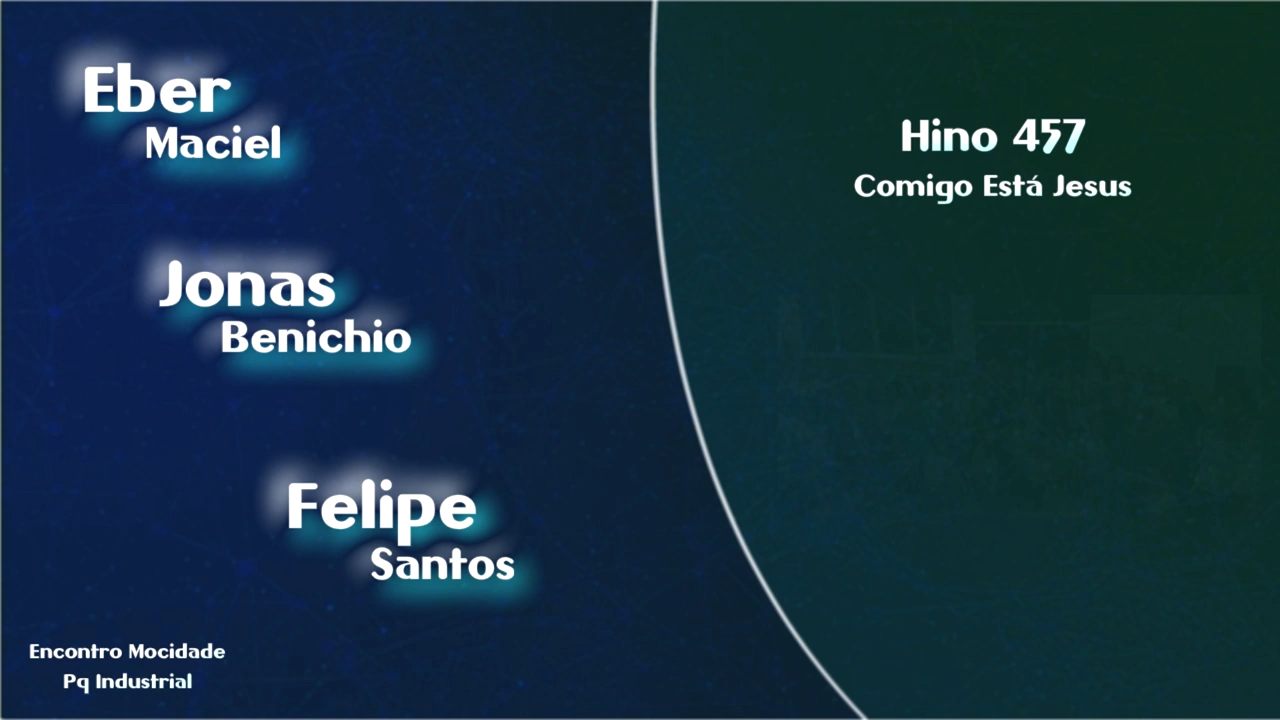 Eber
Maciel
Jonas
Benichio
Felipe
Santos
Encontro Mocidade
Pq Industrial
Hino 457
Comigo Está Jesus